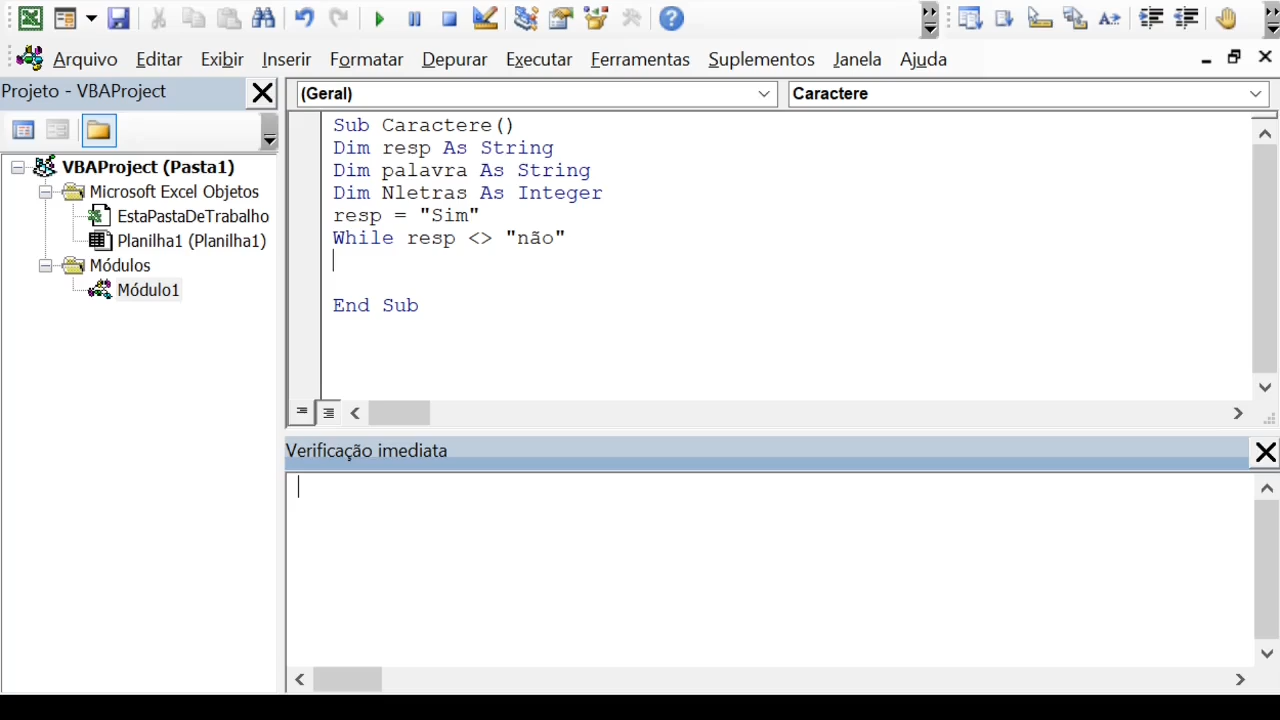 Arquivo Editar Exibir Inserir Formatar Depurar Executar Ferramentas Suplementos Janela Ajuda
Projeto - VBAProject
VBAProject (Pasta1)
Microsoft Excel Objetos
EstaPastaDeTrabalho
Planilha1 (Planilha1)
Módulos
Módulo1
(Geral) Caractere
Sub Caractere()
Dim resp As String
Dim palavra As String
Dim Nletras As Integer
resp = "Sim"
While resp <> "não"
End Sub
Verificação imediata